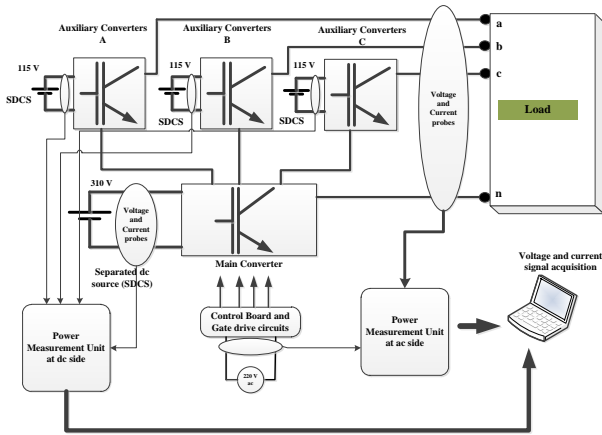 Auxiliary Converters
A
Auxiliary Converters
B
Auxiliary Converters
C
a
b
c
n
115 V
SDCS
115 V
SDCS
115 V
SDCS
Voltage
and
Current
probes
Load
310 V
Voltage
and
Current
probes
Separated dc
source (SDCS)
Main Converter
Control Board and
Gate drive circuits
220 V
ac
Power
Measurement Unit
at dc side
Power
Measurement Unit
at ac side
Voltage and current
signal acquisition